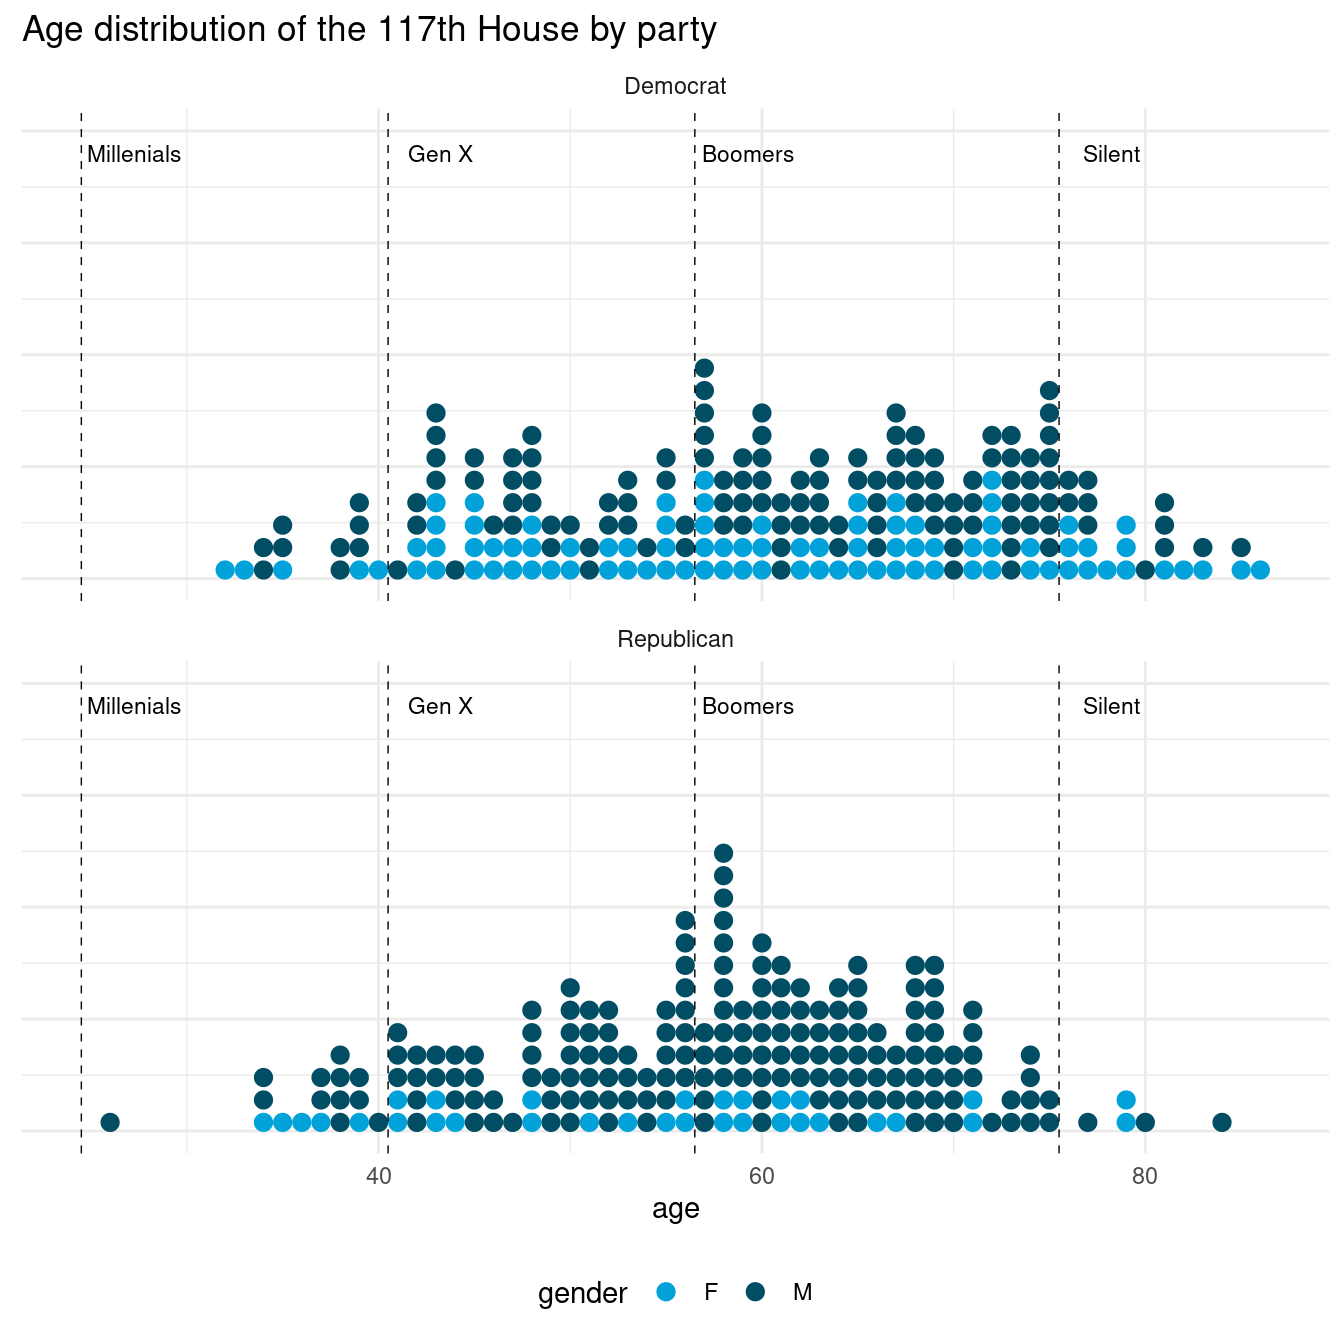 Age distribution of the 117th House by party
Democrat
Millenials Gen X Boomers Silent
Republican
Millenials Gen X Boomers Silent
40 60 80
age
gender F M